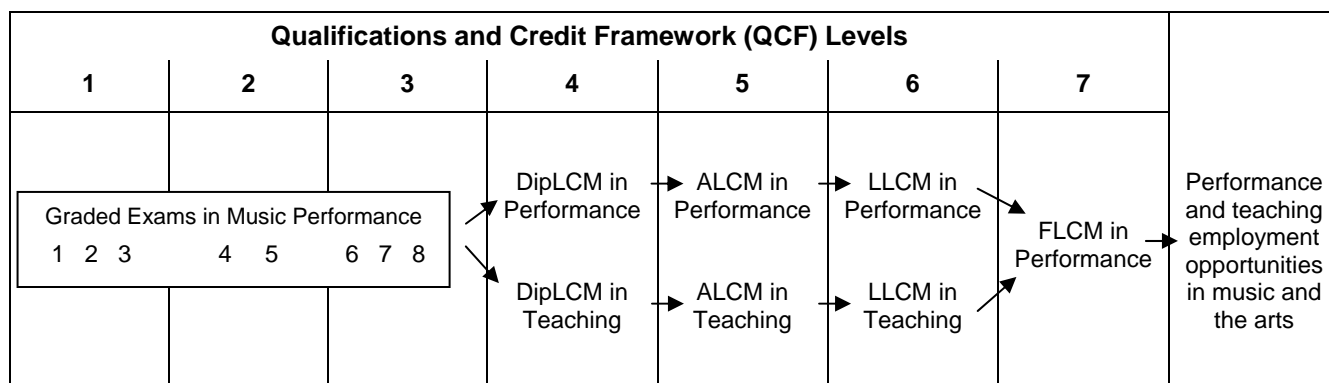 Qualifications and Credit Framework (QCF) Levels
1 2 3 4 5 6 7
Graded Exams in Music Performance
1 2 3 4 5 6 7 8
DipLCM in
Performance
ALCM in
Performance
LLCM in
Performance
DipLCM in
Teaching
ALCM in
Teaching
LLCM in
Teaching
FLCM in
Performance
Performance
and teaching
employment
opportunities
in music and
the arts